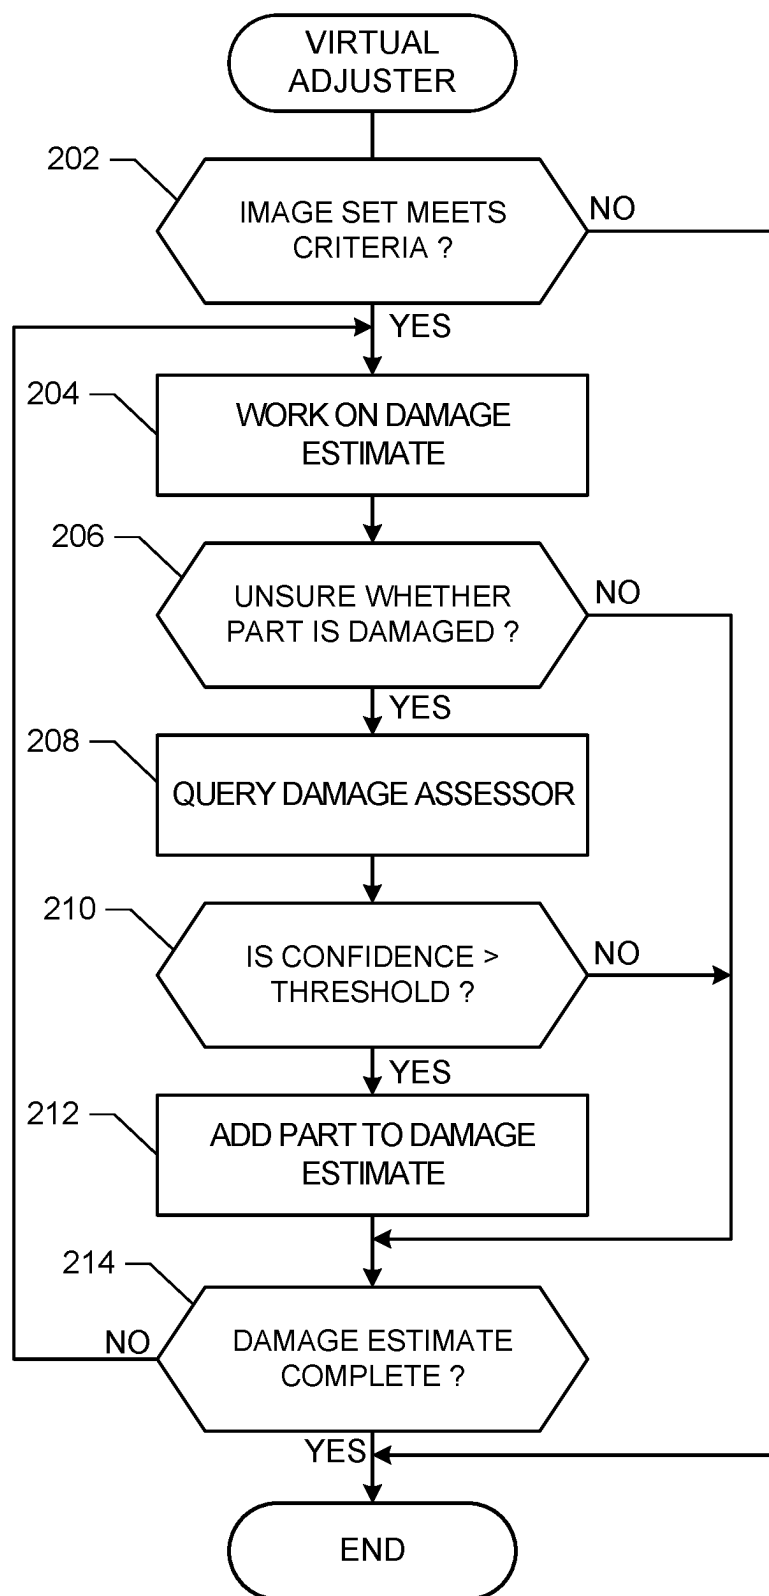 VIRTUAL
ADJUSTER
202
IMAGE SET MEETS
CRITERIA ?
NO
YES
204
WORK ON DAMAGE
ESTIMATE
206
UNSURE WHETHER
PART IS DAMAGED ?
NO
YES
208
QUERY DAMAGE ASSESSOR
210
IS CONFIDENCE >
THRESHOLD ?
NO
YES
212
ADD PART TO DAMAGE
ESTIMATE
214
NO
DAMAGE ESTIMATE
COMPLETE ?
YES
END